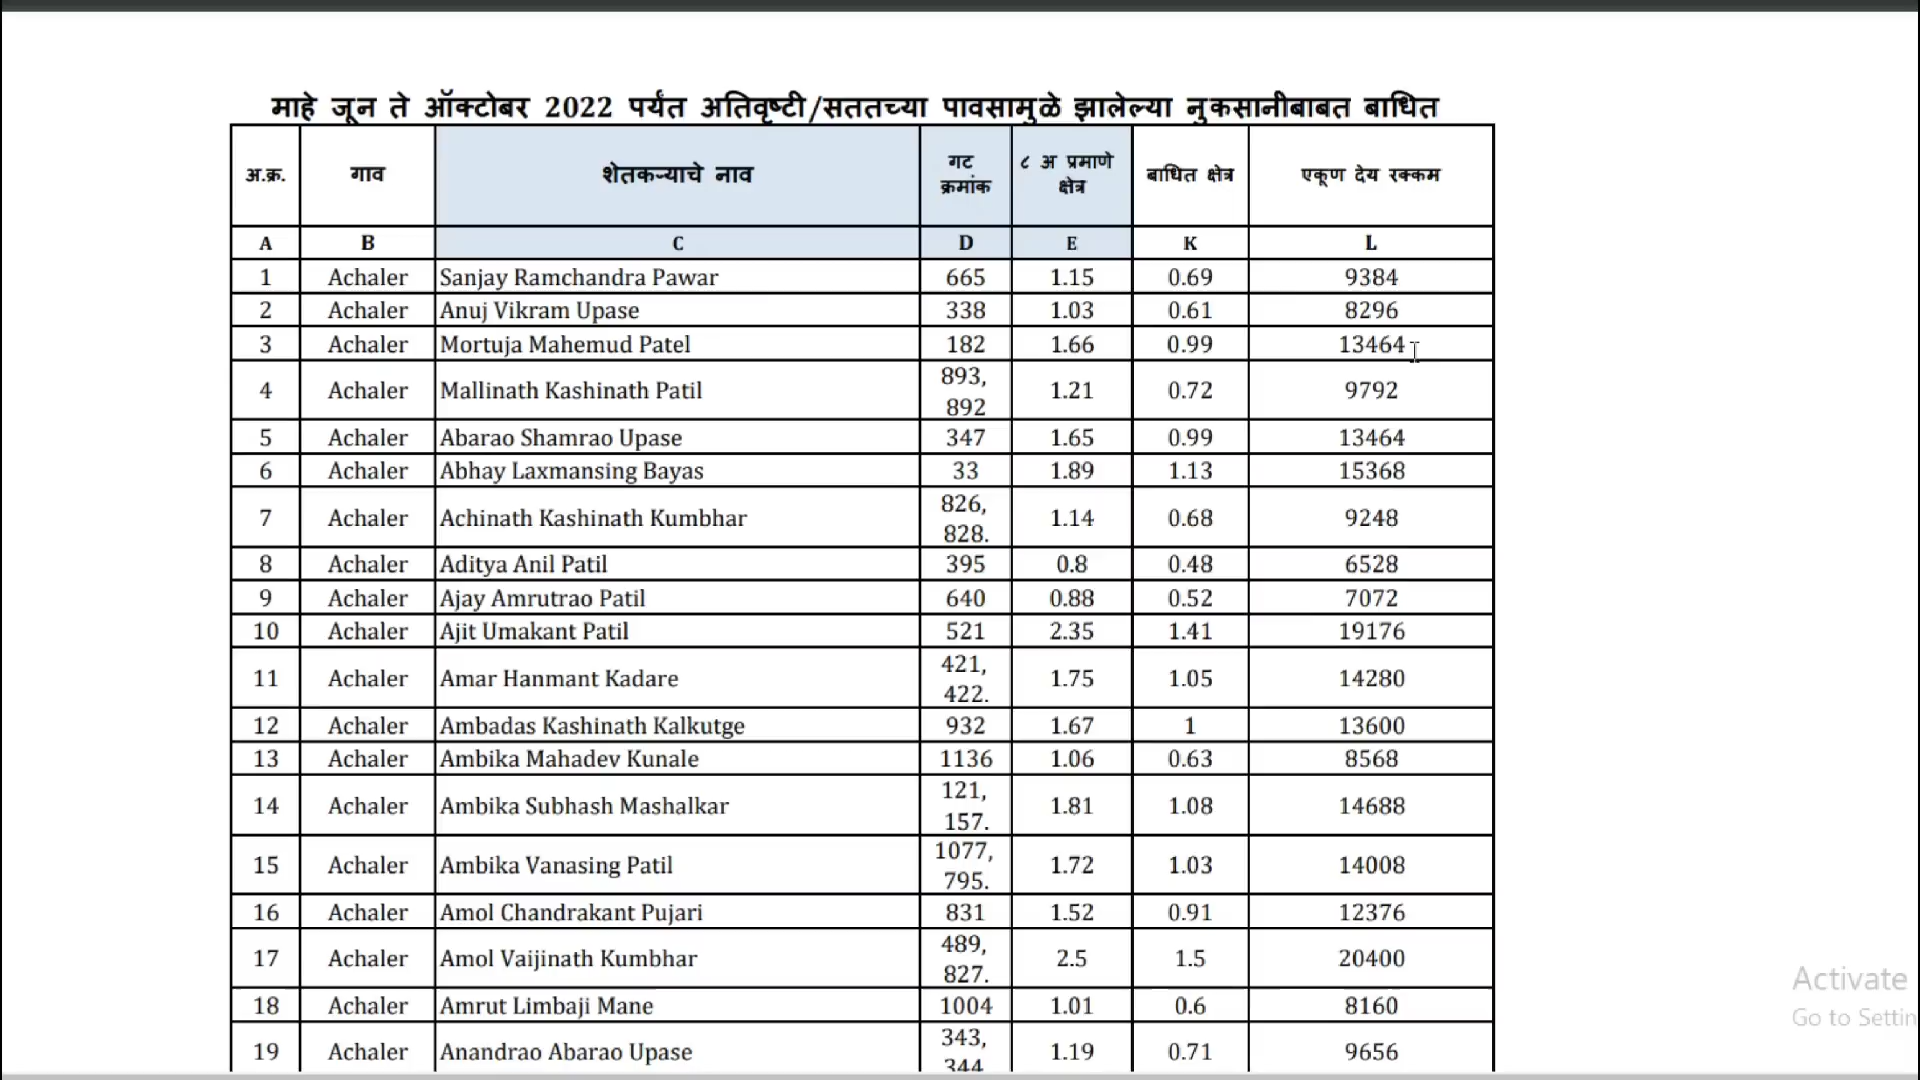 माहे जून ते ऑक्टोबर 2022 पर्यंत अतिवृष्टी/सततच्या पावसामुळे झालेल्या नुकसानीबाबत बाधित
अ.क्र. गाव शेतकऱ्याचे नाव गट क्रमांक ८ अ प्रमाणे क्षेत्र बाधित क्षेत्र एकूण देय रक्कम
A B C D E K L
1 Achaler Sanjay Ramchandra Pawar 665 1.15 0.69 9384
2 Achaler Anuj Vikram Upase 338 1.03 0.61 8296
3 Achaler Mortuja Mahemud Patel 182 1.66 0.99 13464
4 Achaler Mallinath Kashinath Patil 893, 892 1.21 0.72 9792
5 Achaler Abarao Shamrao Upase 347 1.65 0.99 13464
6 Achaler Abhay Laxmansing Bayas 33 1.89 1.13 15368
7 Achaler Achinath Kashinath Kumbhar 826, 828. 1.14 0.68 9248
8 Achaler Aditya Anil Patil 395 0.8 0.48 6528
9 Achaler Ajay Amrutrao Patil 640 0.88 0.52 7072
10 Achaler Ajit Umakant Patil 521 2.35 1.41 19176
11 Achaler Amar Hanmant Kadare 421, 422. 1.75 1.05 14280
12 Achaler Ambadas Kashinath Kalkutge 932 1.67 1 13600
13 Achaler Ambika Mahadev Kunale 1136 1.06 0.63 8568
14 Achaler Ambika Subhash Mashalkar 121, 157. 1.81 1.08 14688
15 Achaler Ambika Vanasing Patil 1077, 795. 1.72 1.03 14008
16 Achaler Amol Chandrakant Pujari 831 1.52 0.91 12376
17 Achaler Amol Vaijinath Kumbhar 489, 827. 2.5 1.5 20400
18 Achaler Amrut Limbaji Mane 1004 1.01 0.6 8160
19 Achaler Anandrao Abarao Upase 343, 344 1.19 0.71 9656
Activate
Go to Settin